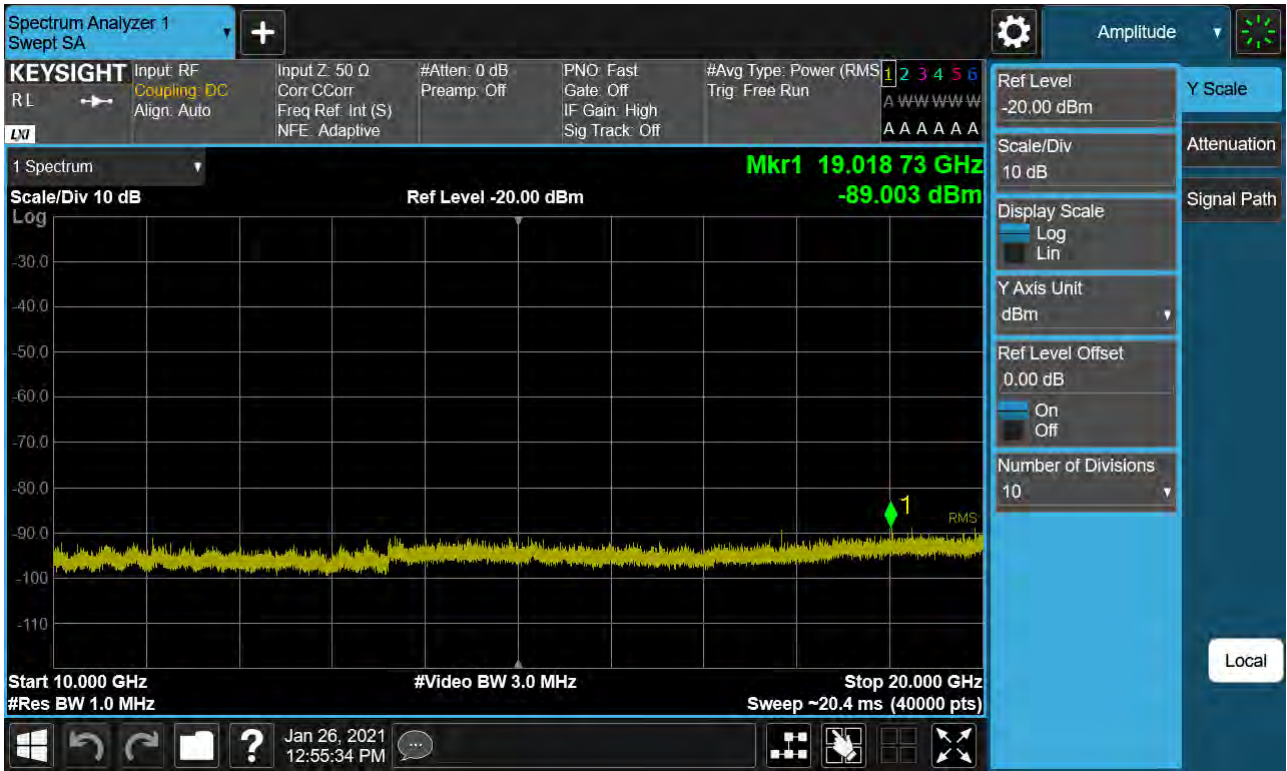 Spectrum Analyzer 1
Swept SA
Amplitude
KEYSIGHT
RL
LXI
Input: RF
Coupling: DC
Align: Auto
Input Z: 50 Ω
Corr CCorr
Freq Ref: Int (S)
NFE: Adaptive
#Atten: 0 dB
Preamp: Off
PNO: Fast
Gate: Off
IF Gain: High
Sig Track: Off
#Avg Type: Power (RMS
Trig: Free Run
1 2 3 4 5 6
A W W W W W
A A A A A A
1 Spectrum
Mkr1 19.018 73 GHz
-89.003 dBm
Scale/Div 10 dB
Ref Level -20.00 dBm
Log
-30.0
-40.0
-50.0
-60.0
-70.0
-80.0
-90.0
-100
-110
1
RMS
Start 10.000 GHz
#Video BW 3.0 MHz
Stop 20.000 GHz
#Res BW 1.0 MHz
Sweep ~20.4 ms (40000 pts)
Ref Level
-20.00 dBm
Scale/Div
10 dB
Display Scale
Log
Lin
Y Axis Unit
dBm
Ref Level Offset
0.00 dB
On
Off
Number of Divisions
10
Y Scale
Attenuation
Signal Path
Local
?
Jan 26, 2021
12:55:34 PM